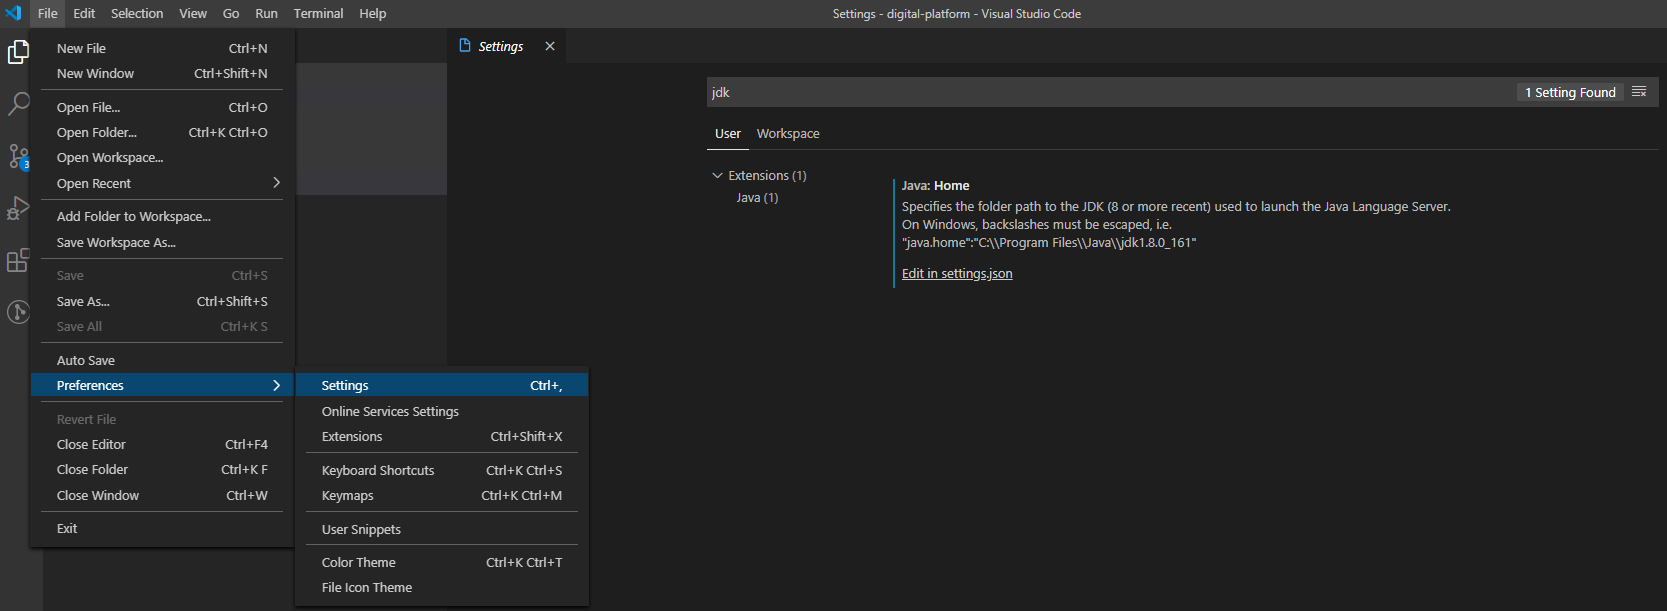 File Edit Selection View Go Run Terminal Help
Settings - digital-platform - Visual Studio Code
New File Ctrl+N
New Window Ctrl+Shift+N
Open File... Ctrl+O
Open Folder... Ctrl+K Ctrl+O
Open Workspace...
Open Recent
Add Folder to Workspace...
Save Workspace As...
Save Ctrl+S
Save As... Ctrl+Shift+S
Save All Ctrl+K S
Auto Save
Preferences
Revert File
Close Editor Ctrl+F4
Close Folder Ctrl+K F
Close Window Ctrl+W
Exit
3
Settings Ctrl+,
Online Services Settings
Extensions Ctrl+Shift+X
Keyboard Shortcuts Ctrl+K Ctrl+S
Keymaps Ctrl+K Ctrl+M
User Snippets
Color Theme Ctrl+K Ctrl+T
File Icon Theme
Settings
jdk
1 Setting Found
User Workspace
Extensions (1)
Java (1)
Java: Home
Specifies the folder path to the JDK (8 or more recent) used to launch the Java Language Server.
On Windows, backslashes must be escaped, i.e.
"java.home":"C:\\Program Files\\Java\\jdk1.8.0_161"
Edit in settings.json